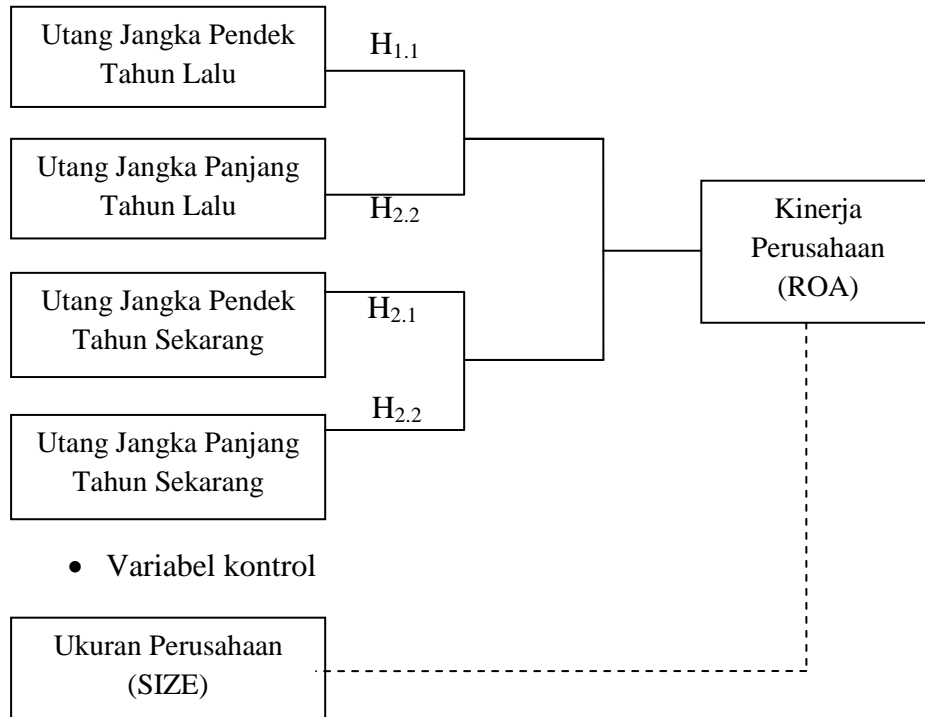 Utang Jangka Pendek
Tahun Lalu
H1.1
Utang Jangka Panjang
Tahun Lalu
H2.2
Kinerja
Perusahaan
(ROA)
Utang Jangka Pendek
Tahun Sekarang
H2.1
Utang Jangka Panjang
Tahun Sekarang
H2.2
• Variabel kontrol
Ukuran Perusahaan
(SIZE)